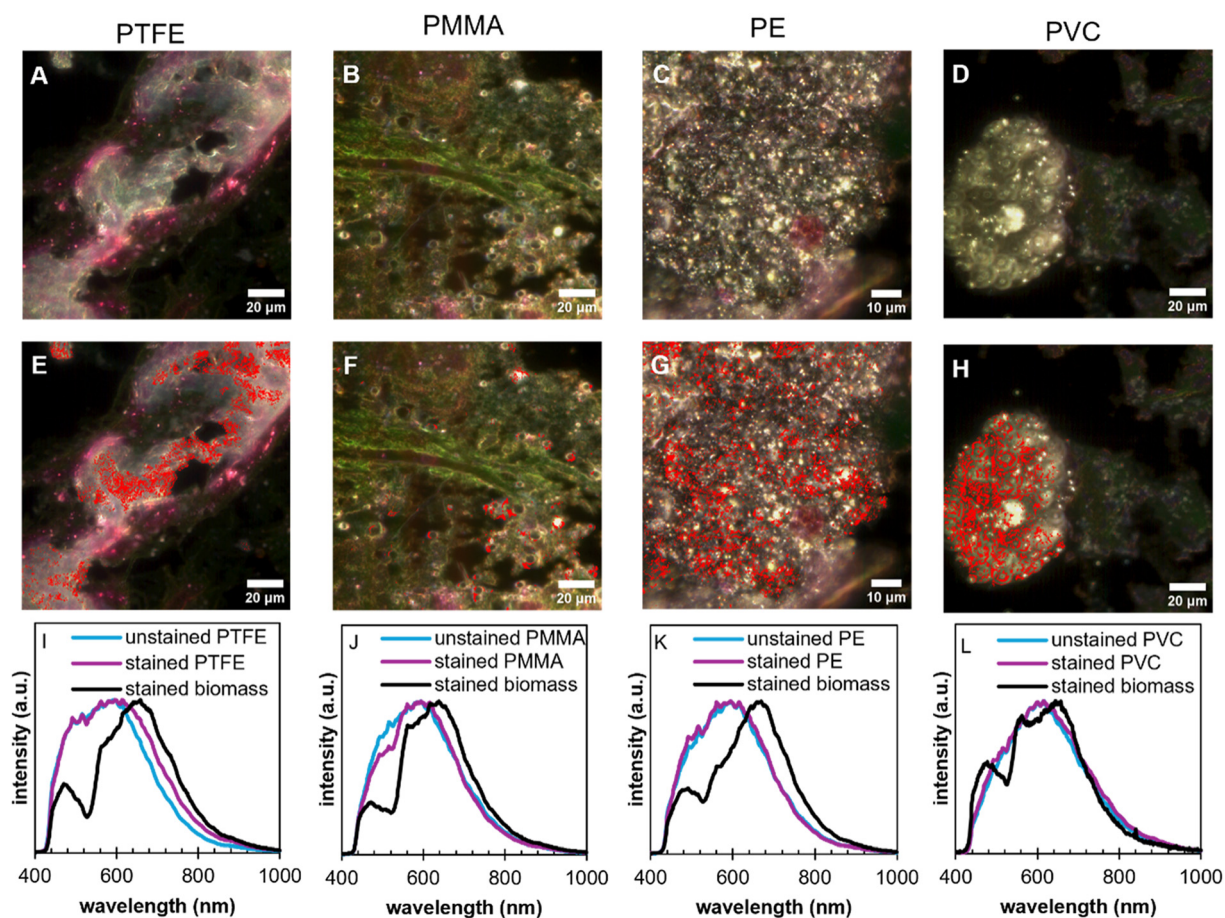 PTFE PMMA PE PVC
A B C D
20 µm 20 µm 10 µm 20 µm
E F G H
20 µm 20 µm 10 µm 20 µm
I unstained PTFE J unstained PMMA K unstained PE L unstained PVC
stained PTFE stained PMMA stained PE stained PVC
stained biomass stained biomass stained biomass stained biomass
intensity (a.u.) intensity (a.u.) intensity (a.u.) intensity (a.u.)
400 600 800 1000 400 600 800 1000 400 600 800 1000 400 600 800 1000
wavelength (nm) wavelength (nm) wavelength (nm) wavelength (nm)